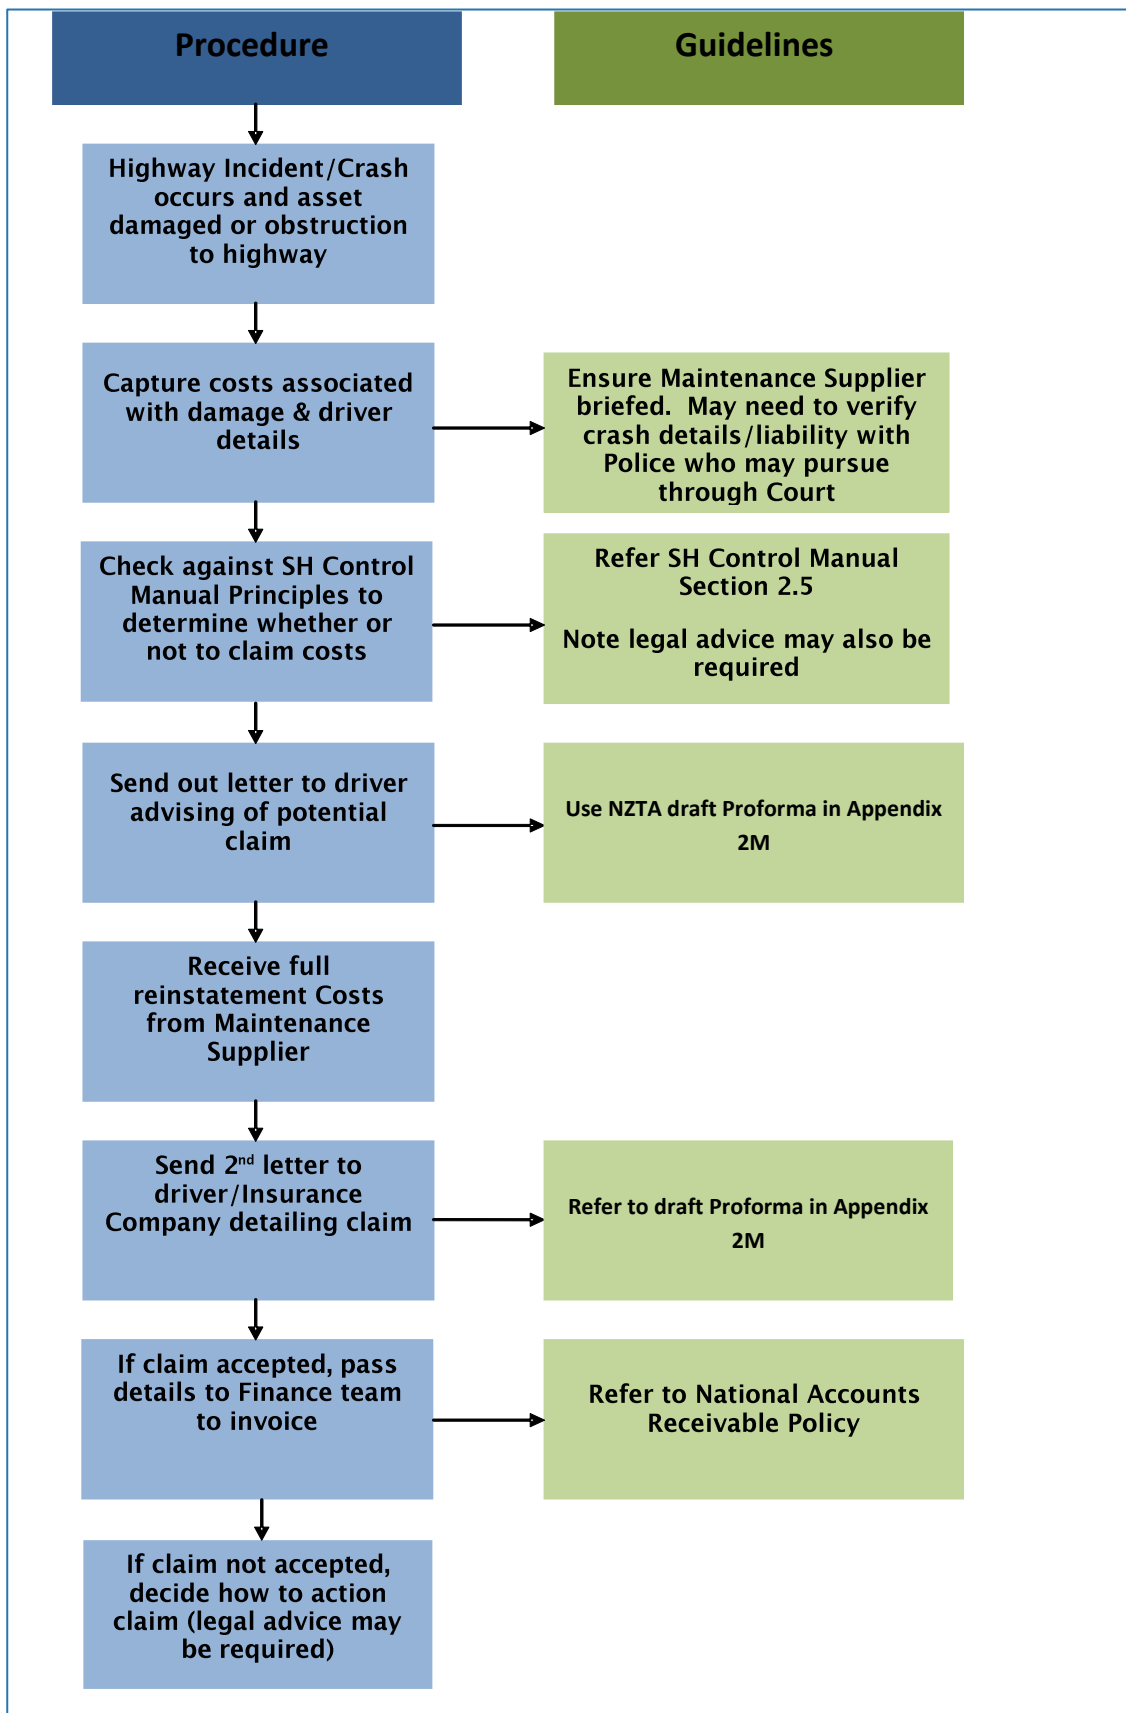 Procedure
Guidelines
Highway Incident/Crash
occurs and asset
damaged or obstruction
to highway
Capture costs associated
with damage & driver
details
Ensure Maintenance Supplier
briefed.  May need to verify
crash details/liability with
Police who may pursue
through Court
Check against SH Control
Manual Principles to
determine whether or
not to claim costs
Refer SH Control Manual
Section 2.5
Note legal advice may also be
required
Send out letter to driver
advising of potential
claim
Use NZTA draft Proforma in Appendix
2M
Receive full
reinstatement Costs
from Maintenance
Supplier
Send 2nd letter to
driver/Insurance
Company detailing claim
Refer to draft Proforma in Appendix
2M
If claim accepted, pass
details to Finance team
to invoice
Refer to National Accounts
Receivable Policy
If claim not accepted,
decide how to action
claim (legal advice may
be required)